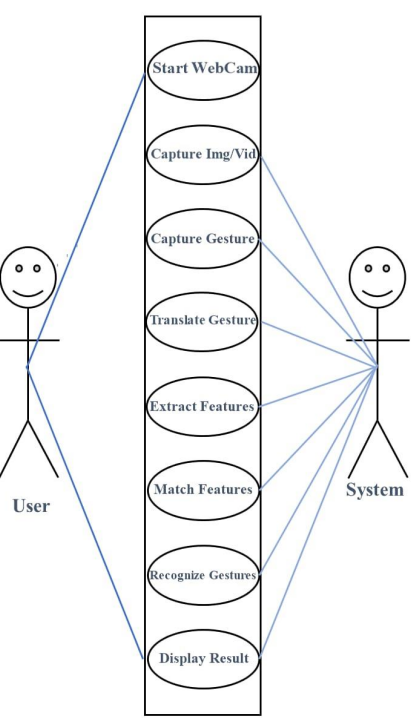 Start WebCam
Capture Img/Vid
Capture Gesture
Translate Gesture
Extract Features
Match Features
Recognize Gestures
Display Result
User
System